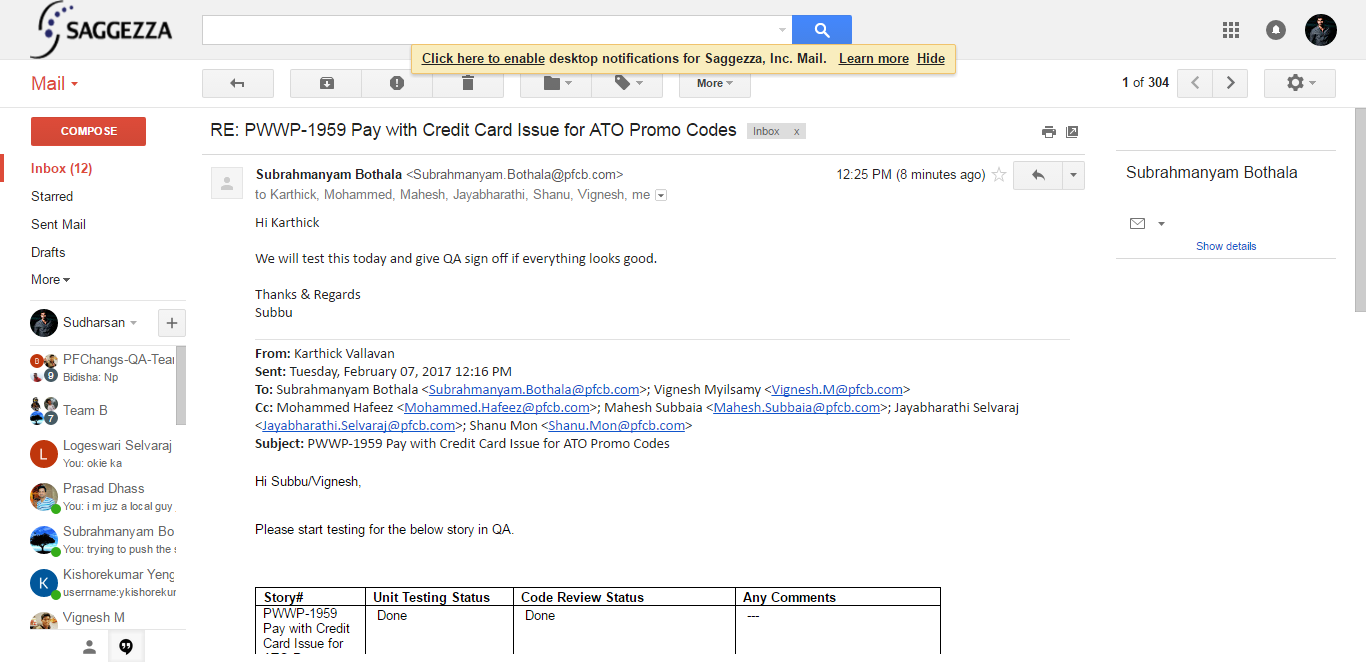 SAGGEZZA
Click here to enable desktop notifications for Saggezza, Inc. Mail. Learn more Hide
Mail
More
1 of 304
COMPOSE
Inbox (12)
Starred
Sent Mail
Drafts
More
Sudharsan
PFChangs-QA-Tear
Bidisha: Np
9
Team B
7
L
Logeswari Selvaraj
You: okie ka
Prasad Dhass
You: i m juz a local guy
Subrahmanyam Bo
You: trying to push the s
K
Kishorekumar Yeng
userrname:ykishorekur
Vignesh M
RE: PWWP-1959 Pay with Credit Card Issue for ATO Promo Codes
Inbox x
Subrahmanyam Bothala <Subrahmanyam.Bothala@pfcb.com>
12:25 PM (8 minutes ago)
to Karthick, Mohammed, Mahesh, Jayabharathi, Shanu, Vignesh, me
Hi Karthick
We will test this today and give QA sign off if everything looks good.
Thanks & Regards
Subbu
From: Karthick Vallavan
Sent: Tuesday, February 07, 2017 12:16 PM
To: Subrahmanyam Bothala <Subrahmanyam.Bothala@pfcb.com>; Vignesh Myilsamy <Vignesh.M@pfcb.com>
Cc: Mohammed Hafeez <Mohammed.Hafeez@pfcb.com>; Mahesh Subbaia <Mahesh.Subbaia@pfcb.com>; Jayabharathi Selvaraj
<Jayabharathi.Selvaraj@pfcb.com>; Shanu Mon <Shanu.Mon@pfcb.com>
Subject: PWWP-1959 Pay with Credit Card Issue for ATO Promo Codes
Hi Subbu/Vignesh,
Please start testing for the below story in QA.
Story# Unit Testing Status Code Review Status Any Comments
PWWP-1959 Done Done ---
Pay with Credit
Card Issue for
Subrahmanyam Bothala
Show details